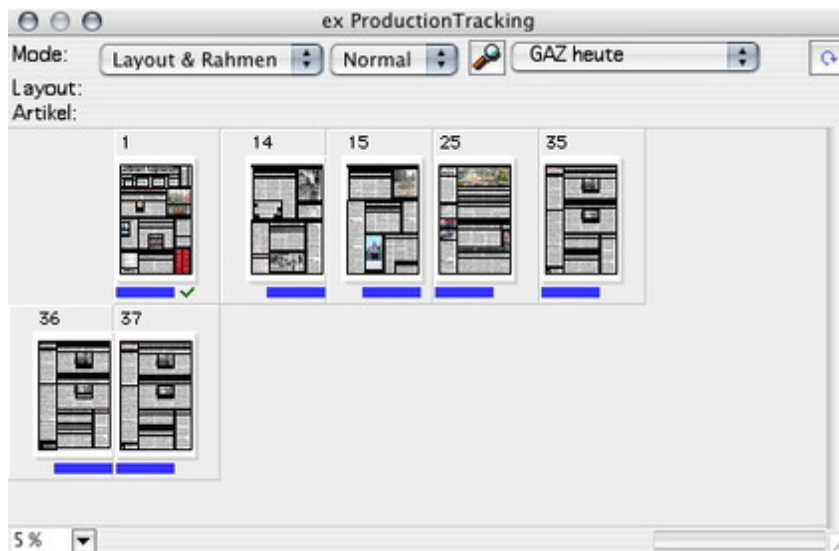 ex ProductionTracking
Mode: Layout & Rahmen Normal GAZ heute
Layout:
Artikel:
1 14 15 25 35
36 37
5 %